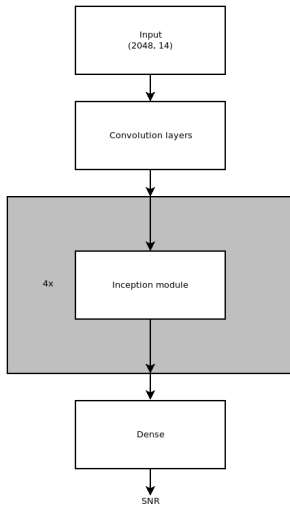 Input
(2048, 14)
Convolution layers
4x
Inception module
Dense
SNR